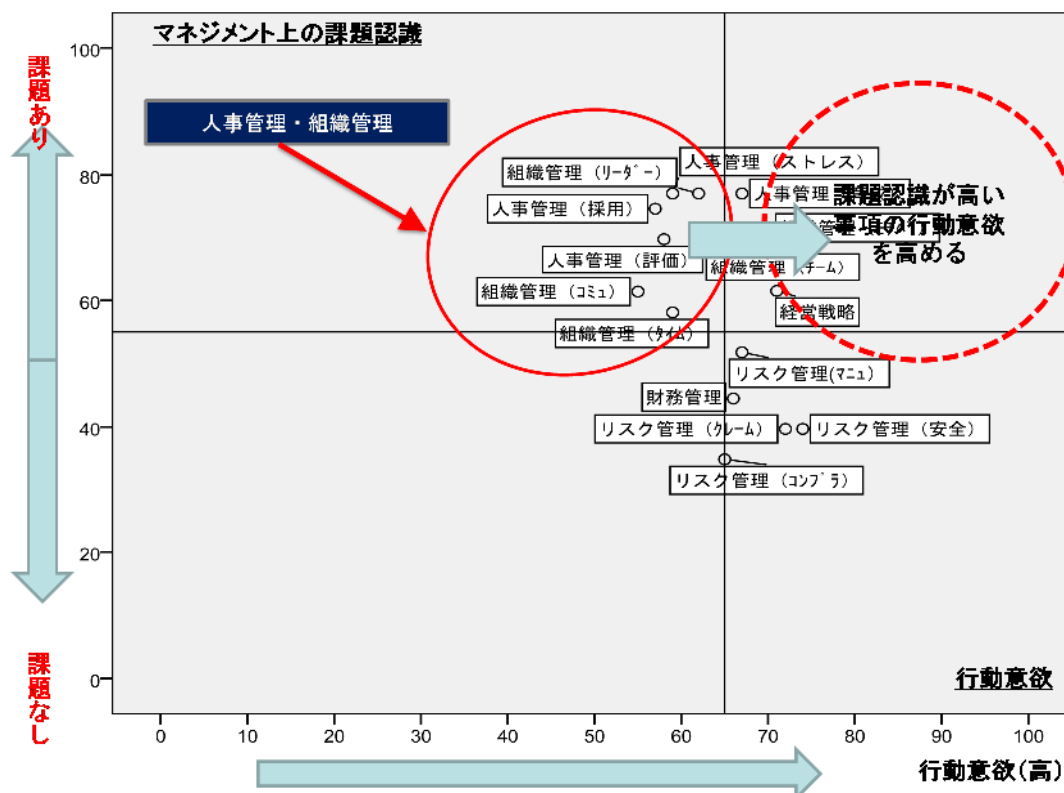 マネジメント上の課題認識
100
課題あり
人事管理・組織管理
人事管理（ストレス）
組織管理（ﾘｰﾀﾞｰ）
80
人事管理
課題認識が高い
人事管理（採用）
事項の行動意欲
を高める
人事管理（評価）
組織管理（ﾁｰﾑ）
組織管理（ｺﾐｭ）
60
経営戦略
組織管理（ﾀｲﾑ）
リスク管理(ﾏﾆｭ）
財務管理
40
リスク管理（ｸﾚｰﾑ）
リスク管理（安全）
リスク管理（ｺﾝﾌﾟﾗ）
20
課題なし
0
行動意欲
0 10 20 30 40 50 60 70 80 90 100
行動意欲(高)